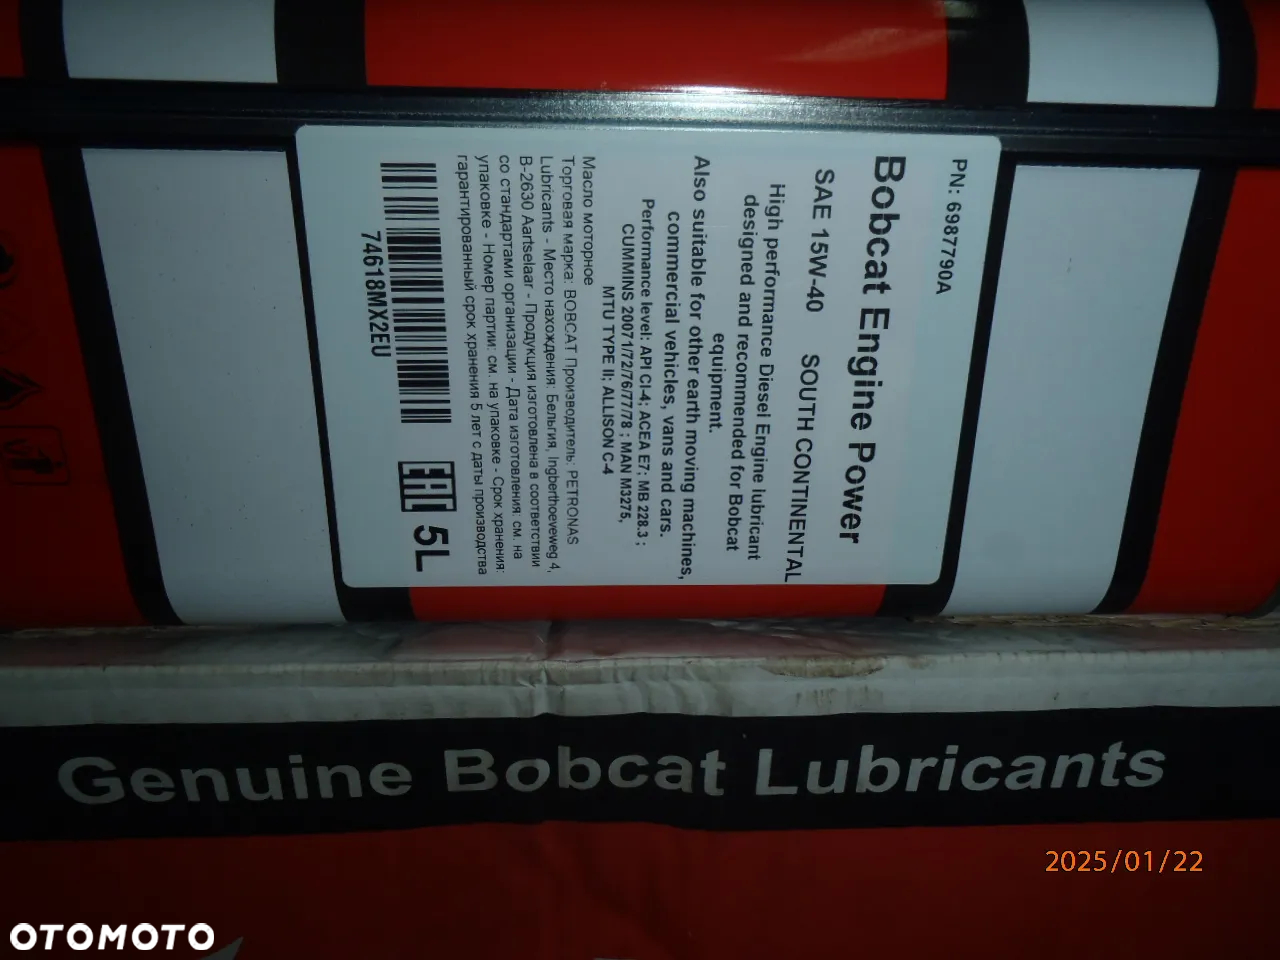 PN: 6987790A
Bobcat Engine Power
SAE 15W-40 SOUTH CONTINENTAL
High performance Diesel Engine lubricant
designed and recommended for Bobcat
equipment.
Also suitable for other earth moving machines,
commercial vehicles, vans and cars.
Performance level: API CI-4; ACEA E7; MB 228.3 ;
CUMMINS 20071/72/76/77/78 ; MAN M3275,
MTU TYPE II; ALLISON C-4
Масло моторное
Торговая марка: BOBCAT Производитель: PETRONAS
Lubricants - Место нахождения: Бельгия, Ingberthoeveweg 4,
B-2630 Aartselaar - Продукция изготовлена в соответствии
со стандартами организации - Дата изготовления: см. на
упаковке - Номер партии: см. на упаковке - Срок хранения:
гарантированный срок хранения 5 лет с даты производства
74618MX2EU
EAC 5L
Genuine Bobcat Lubricants
2025/01/22
OTOMOTO